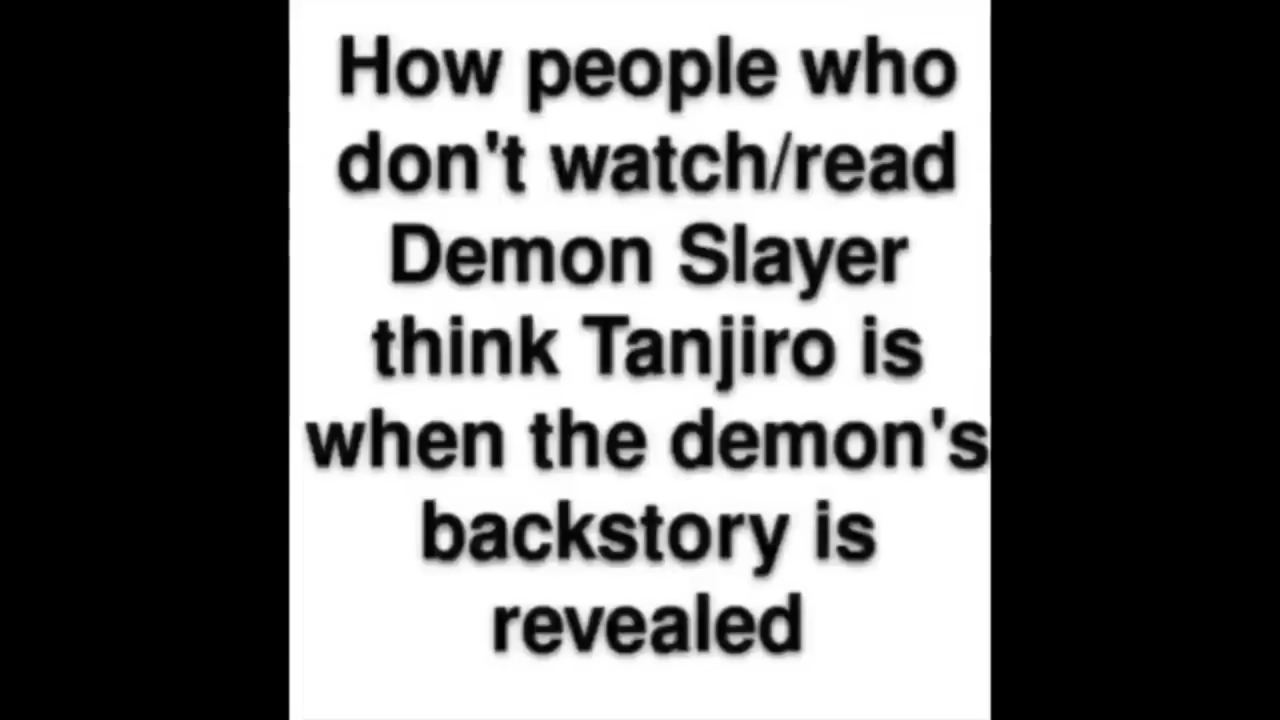 How people who
don't watch/read
Demon Slayer
think Tanjiro is
when the demon's
backstory is
revealed